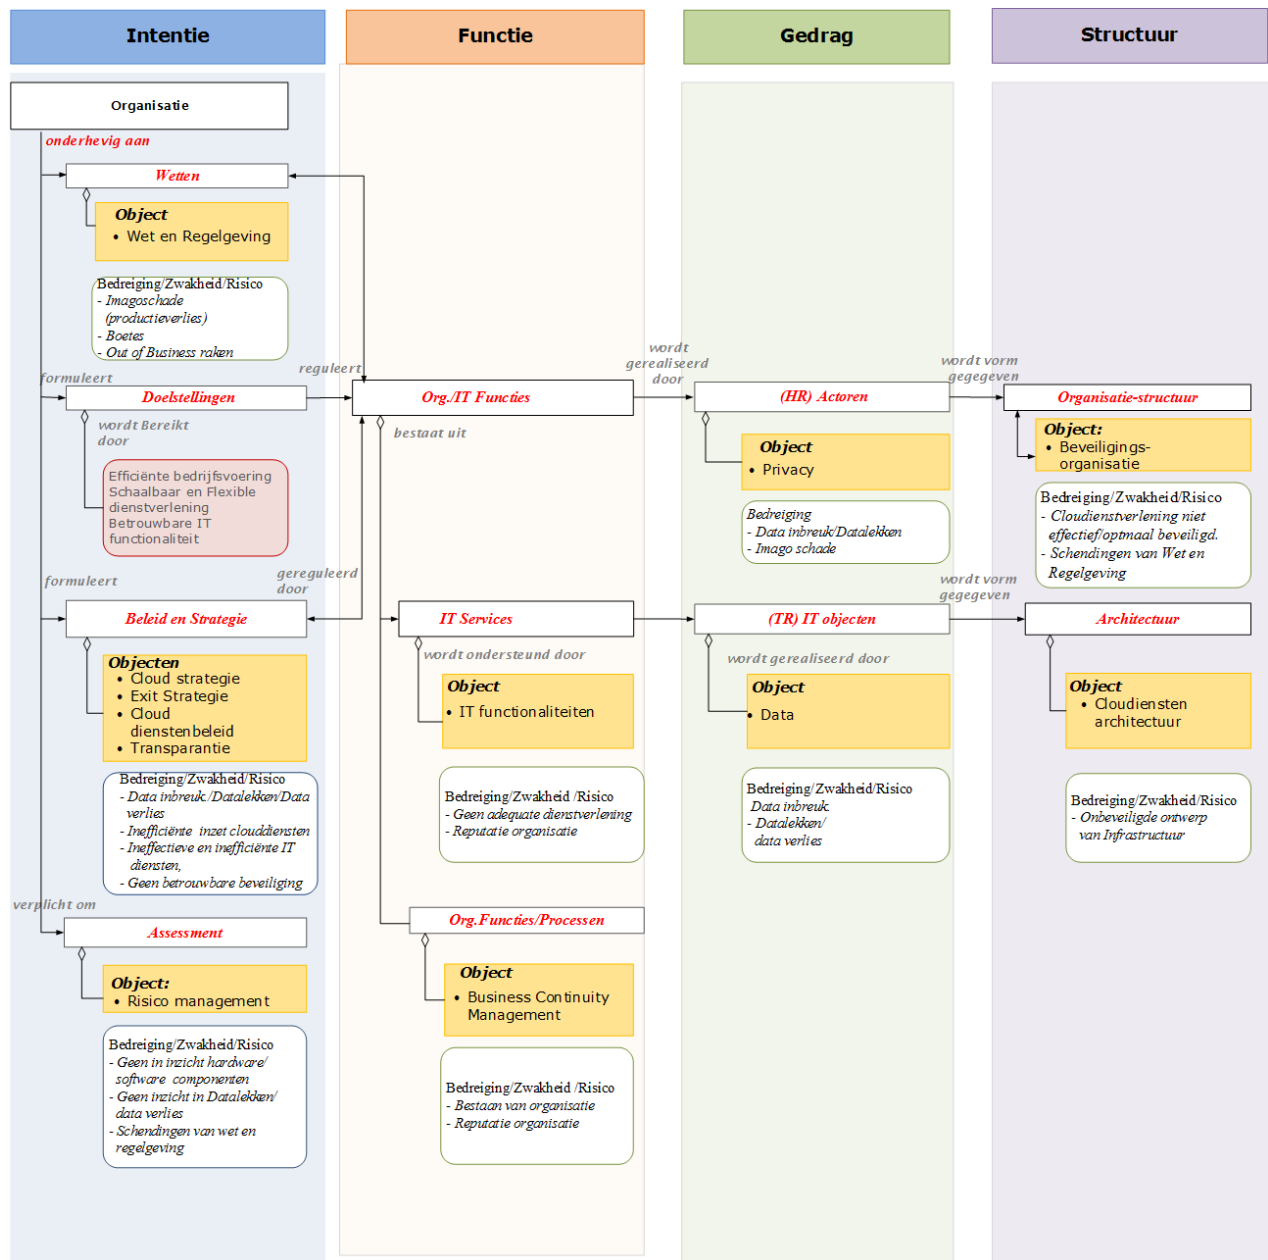 Intentie
Functie
Gedrag
Structuur
Organisatie
onderhevig aan
Wetten
Object
• Wet en Regelgeving
Bedreiging/Zwakheid/Risico
- Imagoschade
(productieverlies)
- Boetes
- Out of Business raken
formuleert
Doelstellingen
wordt Bereikt
door
Efficiënte bedrijfsvoering
Schaalbaar en Flexible
dienstverlening
Betrouwbare IT
functionaliteit
formuleert
Beleid en Strategie
Objecten
• Cloud strategie
• Exit Strategie
• Cloud
dienstenbeleid
• Transparantie
Bedreiging/Zwakheid/Risico
- Data inbreuk./Datalekken/Data
verlies
- Inefficiënte inzet clouddiensten
- Ineffectieve en inefficiënte IT
diensten,
- Geen betrouwbare beveiliging
verplicht om
Assessment
Object:
• Risico management
Bedreiging/Zwakheid/Risico
- Geen in inzicht hardware/
software componenten
- Geen inzicht in Datalekken/
data verlies
- Schendingen van wet en
regelgeving
reguleert
gereguleerd
door
Org./IT Functies
bestaat uit
IT Services
wordt ondersteund door
Object
• IT functionaliteiten
Bedreiging/Zwakheid /Risico
- Geen adequate dienstverlening
- Reputatie organisatie
Org.Functies/Processen
Object
• Business Continuity
Management
Bedreiging/Zwakheid /Risico
- Bestaan van organisatie
- Reputatie organisatie
wordt
gerealiseerd
door
(HR) Actoren
Object
• Privacy
Bedreiging
- Data inbreuk/Datalekken
- Imago schade
(TR) IT objecten
wordt gerealiseerd door
Object
• Data
Bedreiging/Zwakheid/Risico
Data inbreuk.
- Datalekken/
data verlies
wordt vorm
gegegeven
Organisatie-structuur
Object:
• Beveiligings-
organisatie
Bedreiging/Zwakheid/Risico
- Cloudienstverlening niet
effectief/optmaal beveiligd.
- Schendingen van Wet en
Regelgeving
wordt vorm
gegegeven
Architectuur
Object
• Cloudiensten
architectuur
Bedreiging/Zwakheid/Risico
- Onbeveiligde ontwerp
van Infrastructuur